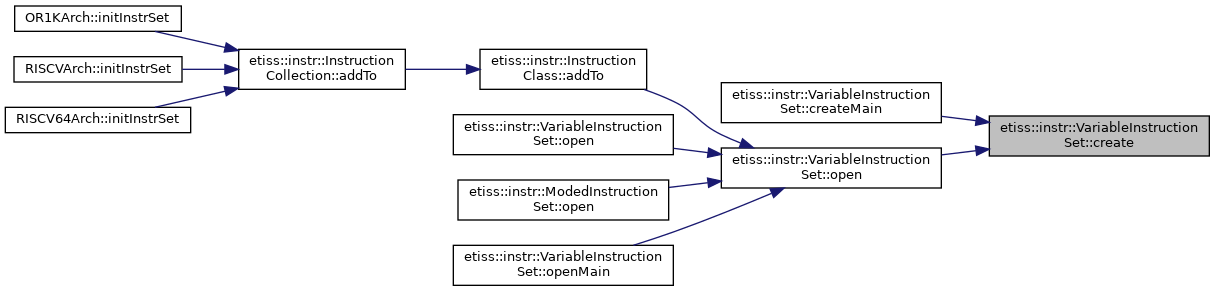 OR1KArch::initInstrSet
RISCVArch::initInstrSet
RISCV64Arch::initInstrSet
etiss::instr::Instruction
Collection::addTo
etiss::instr::Instruction
Class::addTo
etiss::instr::VariableInstruction
Set::open
etiss::instr::ModedInstruction
Set::open
etiss::instr::VariableInstruction
Set::openMain
etiss::instr::VariableInstruction
Set::createMain
etiss::instr::VariableInstruction
Set::open
etiss::instr::VariableInstruction
Set::create